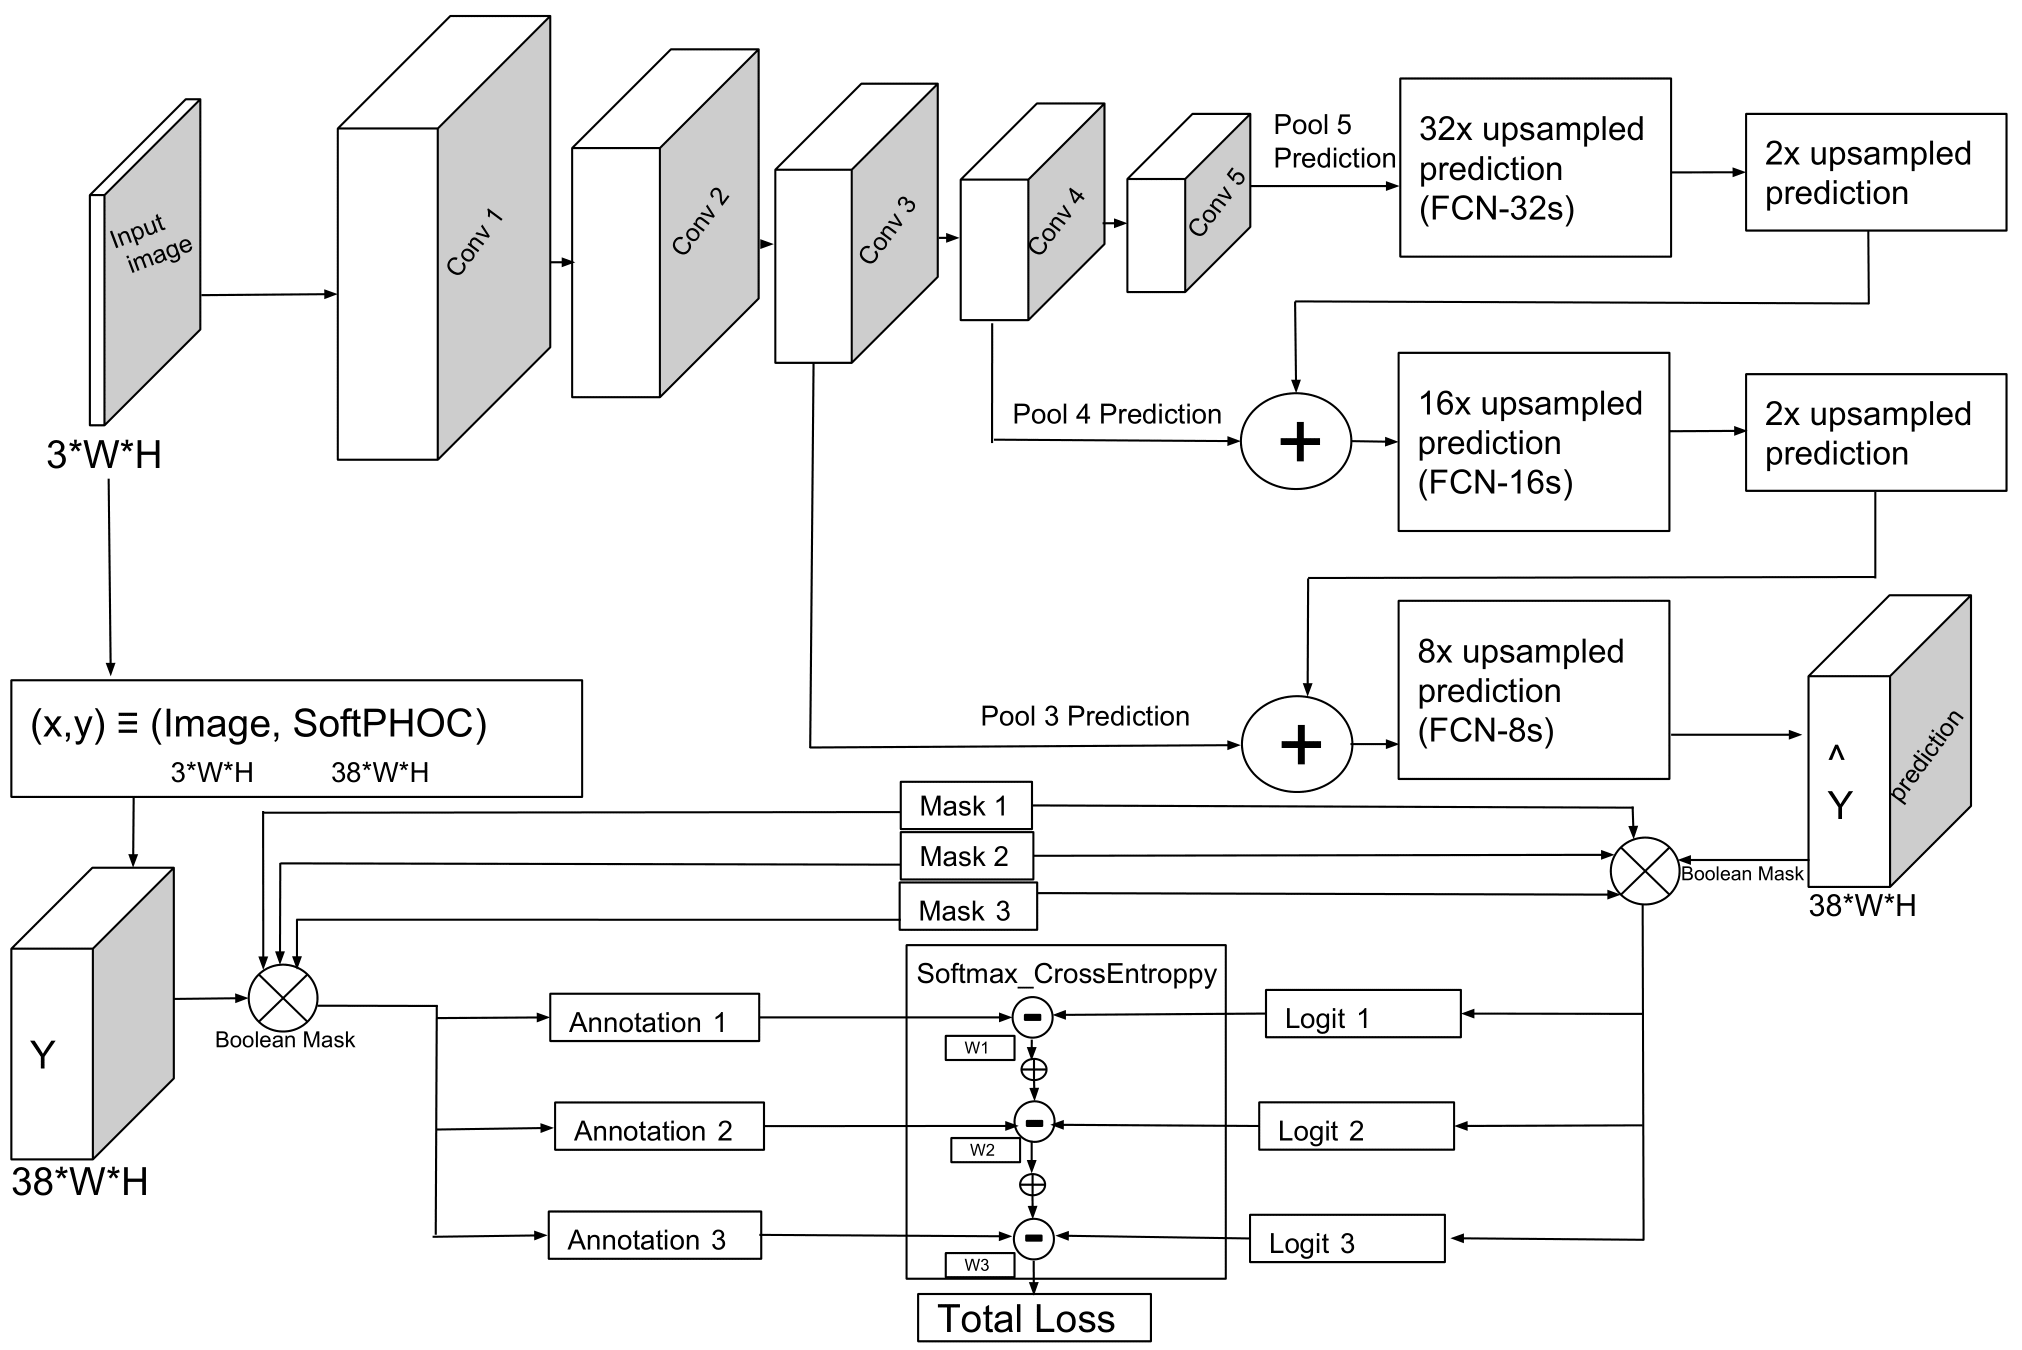 Input
image
3*W*H
Conv 1
Conv 2
Conv 3
Conv 4
Conv 5
Pool 5
Prediction
32x upsampled
prediction
(FCN-32s)
2x upsampled
prediction
Pool 4 Prediction
+
16x upsampled
prediction
(FCN-16s)
2x upsampled
prediction
Pool 3 Prediction
+
8x upsampled
prediction
(FCN-8s)
^
Y
prediction
38*W*H
(x,y) ≡ (Image, SoftPHOC)
3*W*H 38*W*H
Mask 1
Mask 2
Mask 3
Boolean Mask
Y
38*W*H
Boolean Mask
Softmax_CrossEntroppy
Annotation 1
-
Logit 1
W1
Annotation 2
-
Logit 2
W2
Annotation 3
-
Logit 3
W3
Total Loss